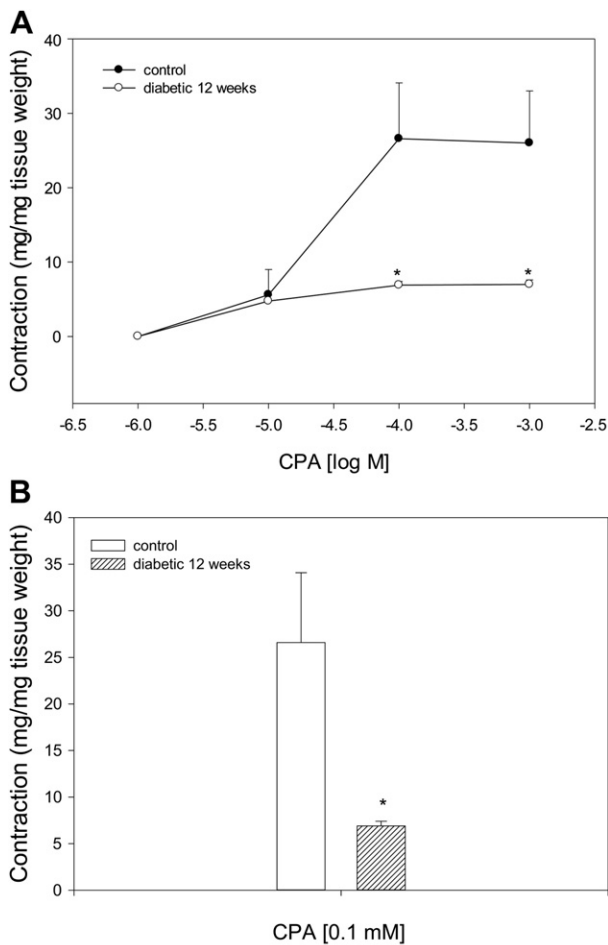 A
Contraction (mg/mg tissue weight)
40
30
20
10
0
control
diabetic 12 weeks
*
*
-6.5
-6.0
-5.5
-5.0
-4.5
-4.0
-3.5
-3.0
-2.5
CPA [log M]
B
Contraction (mg/mg tissue weight)
40
35
30
25
20
15
10
5
0
control
diabetic 12 weeks
*
CPA [0.1 mM]